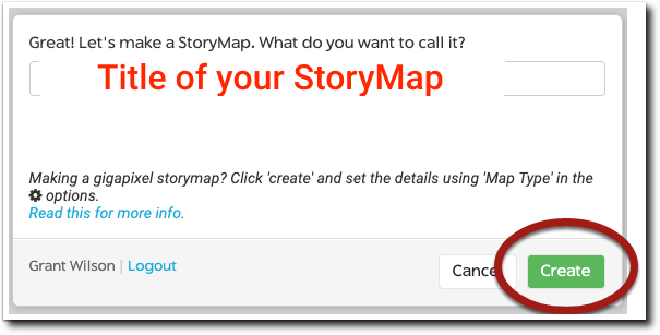 Great! Let's make a StoryMap. What do you want to call it?
Title of your StoryMap
Making a gigapixel storymap? Click 'create' and set the details using 'Map Type' in the
options.
Read this for more info.
Grant Wilson | Logout
Create